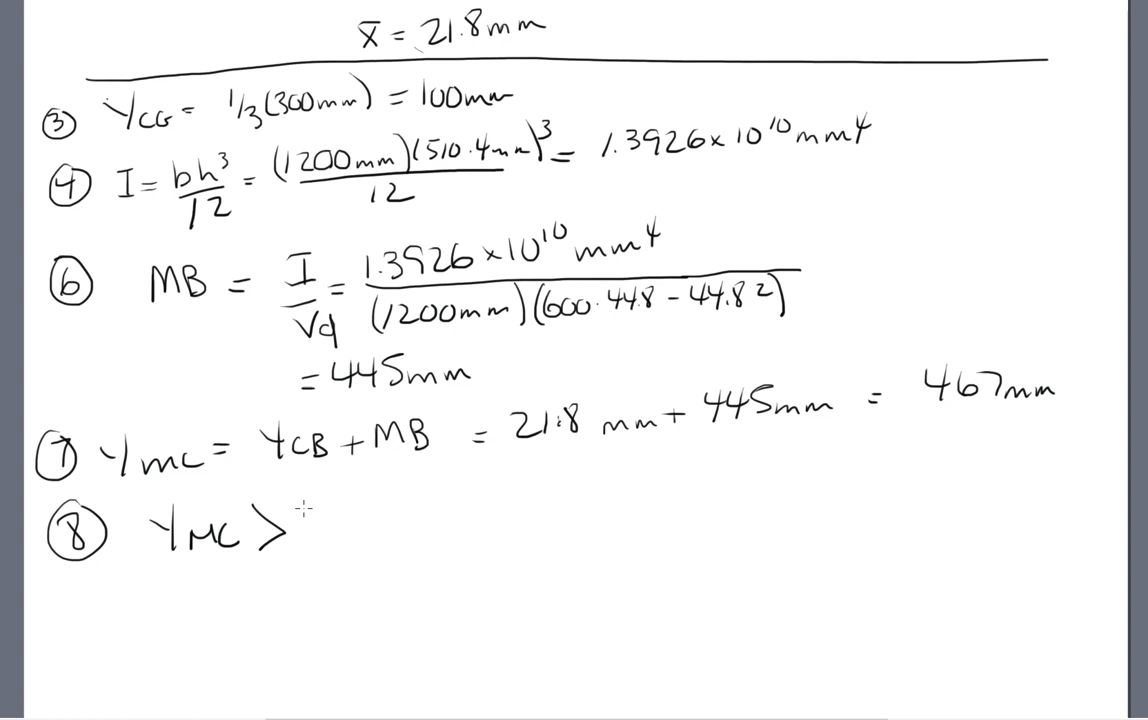 x̄ = 21.8mm
③ YCG = 1/3(300mm) = 100mm
④ I = bh³/12 = (1200mm)(510.4mm)³/12 = 1.3926 x 10¹⁰ mm⁴
⑥ MB = I/Vd = 1.3926 x 10¹⁰ mm⁴/(1200mm)(600·44.8 - 44.8²)
= 445mm
⑦ YMC = YCB + MB = 21.8 mm + 445mm = 467mm
⑧ YMC >